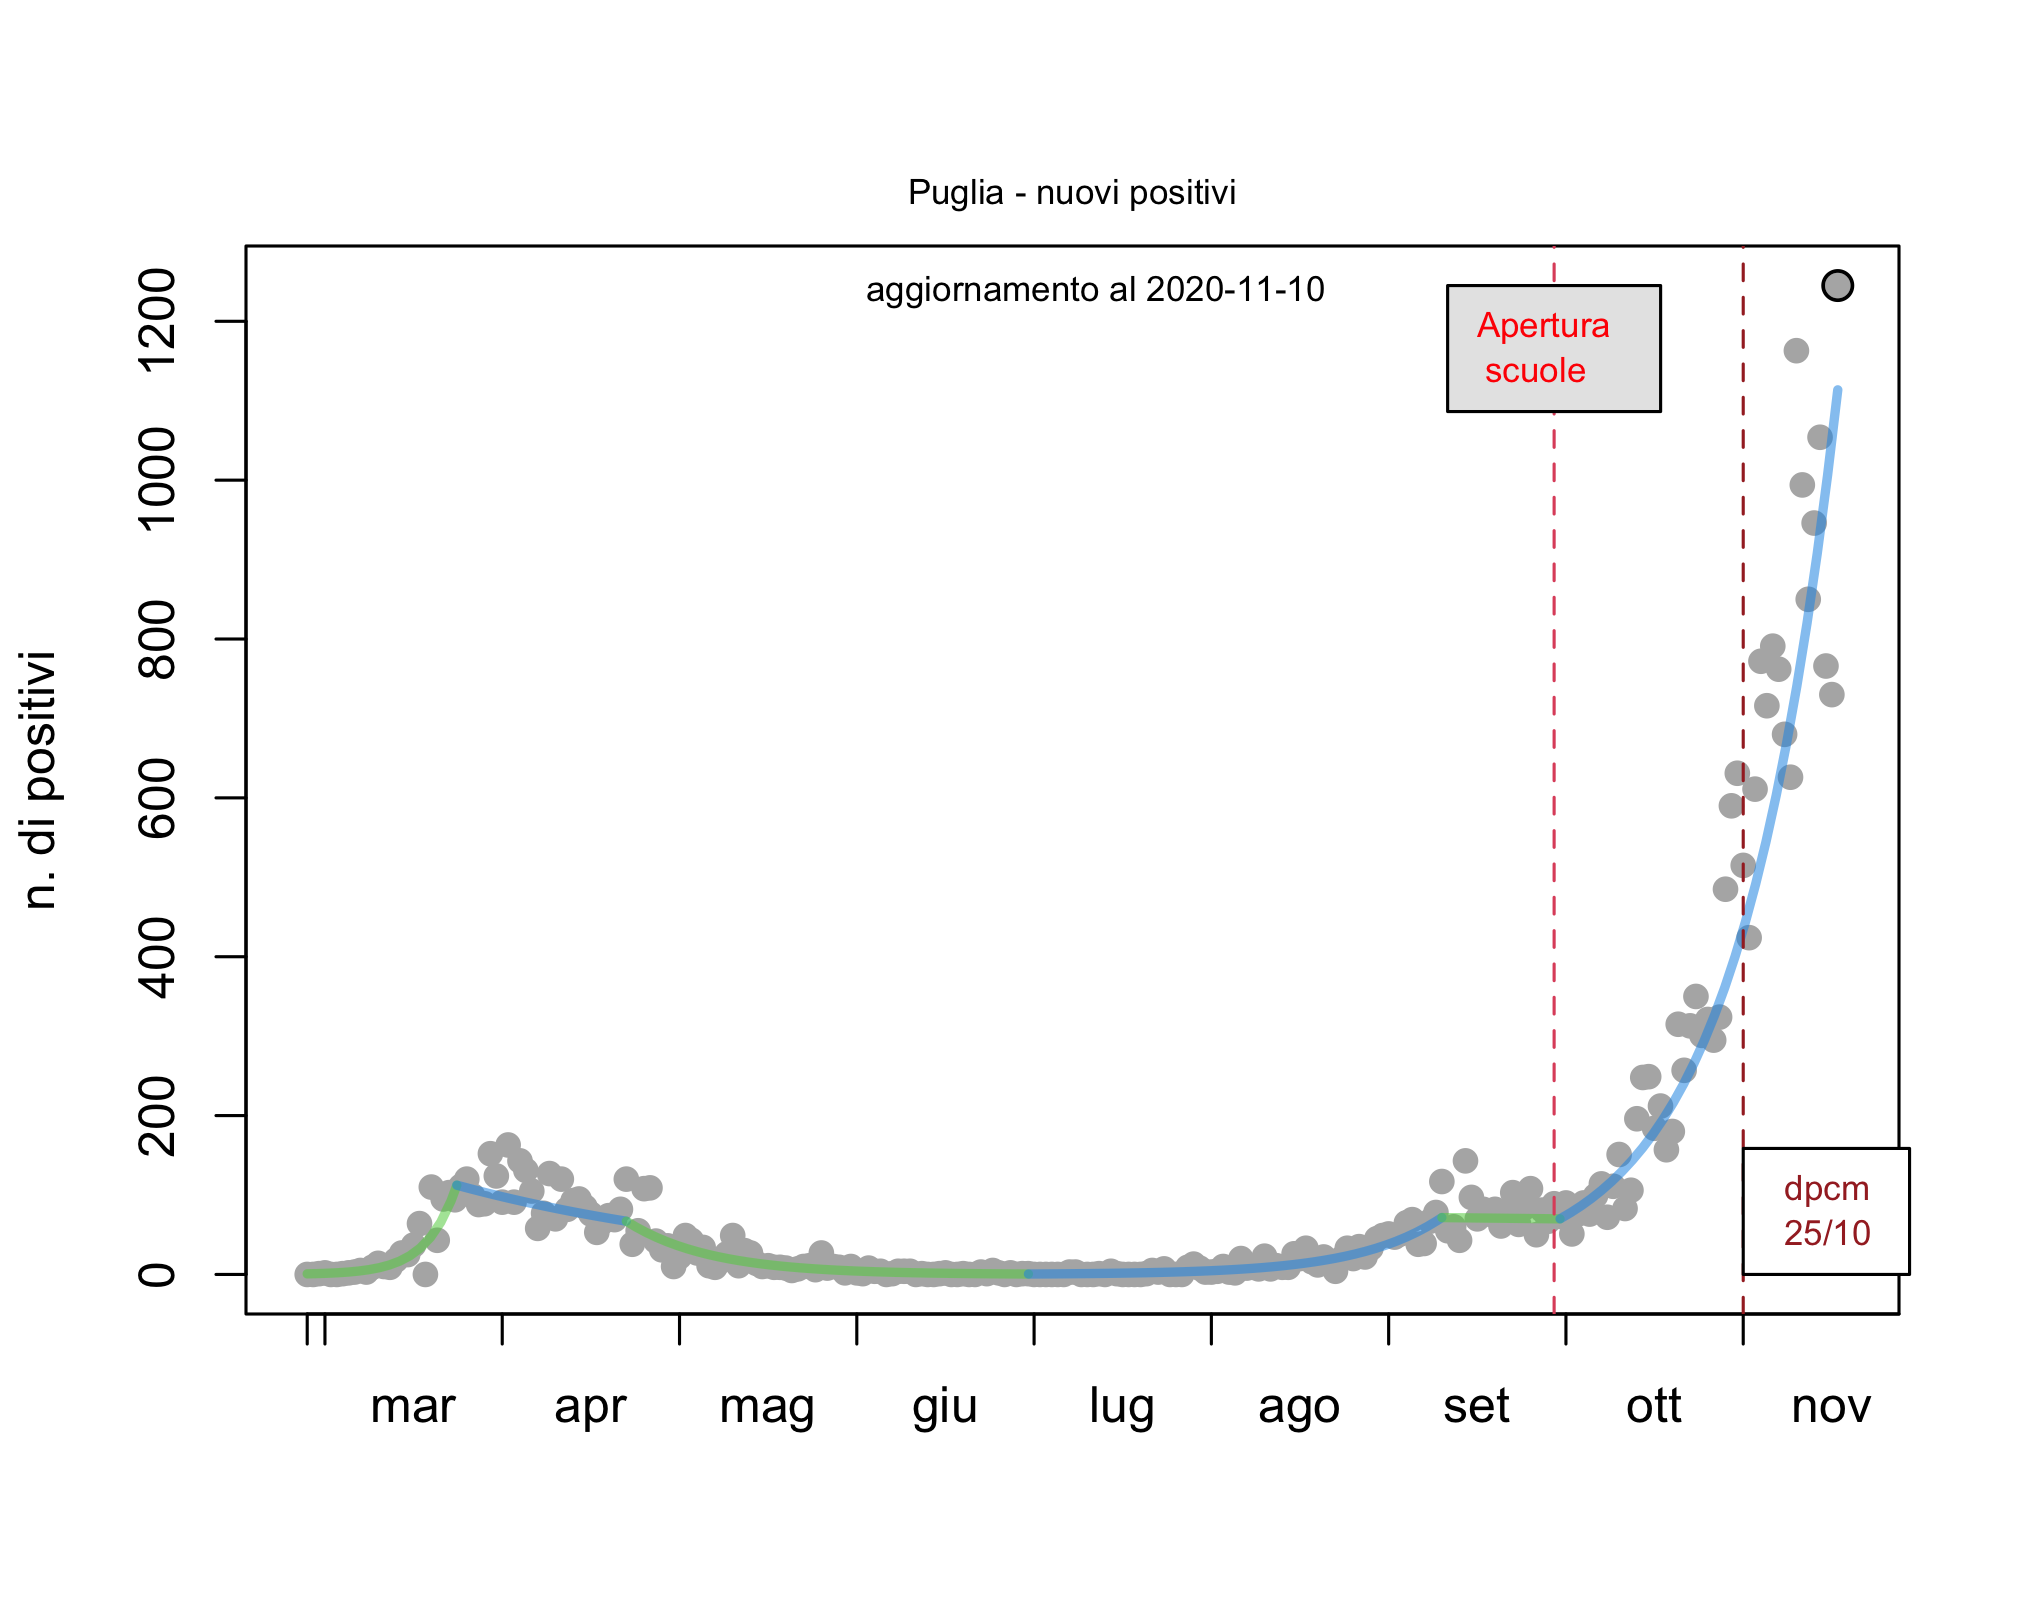 Puglia - nuovi positivi
aggiornamento al 2020-11-10
Apertura
scuole
n. di positivi
1200
1000
800
600
400
200
0
dpcm
25/10
mar apr mag giu lug ago set ott nov